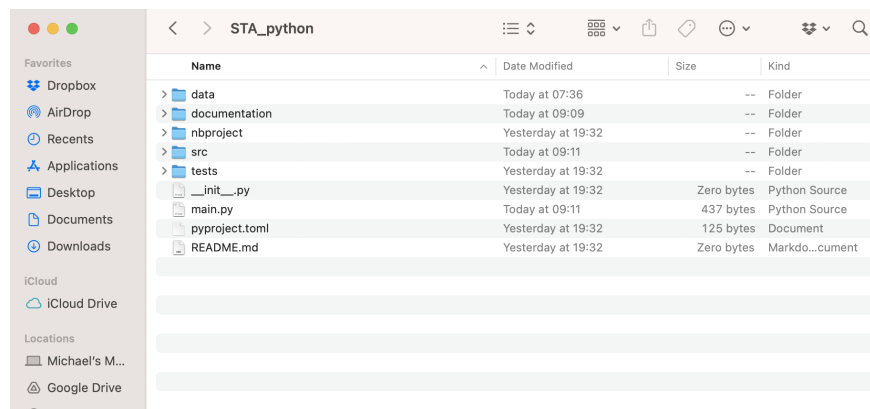 STA_python
Favorites
Dropbox
AirDrop
Recents
Applications
Desktop
Documents
Downloads
iCloud
iCloud Drive
Locations
Michael's M...
Google Drive
Name Date Modified Size Kind
data Today at 07:36 -- Folder
documentation Today at 09:09 -- Folder
nbproject Yesterday at 19:32 -- Folder
src Today at 09:11 -- Folder
tests Yesterday at 19:32 -- Folder
__init__.py Yesterday at 19:32 Zero bytes Python Source
main.py Today at 09:11 437 bytes Python Source
pyproject.toml Yesterday at 19:32 125 bytes Document
README.md Yesterday at 19:32 Zero bytes Markdo...cument